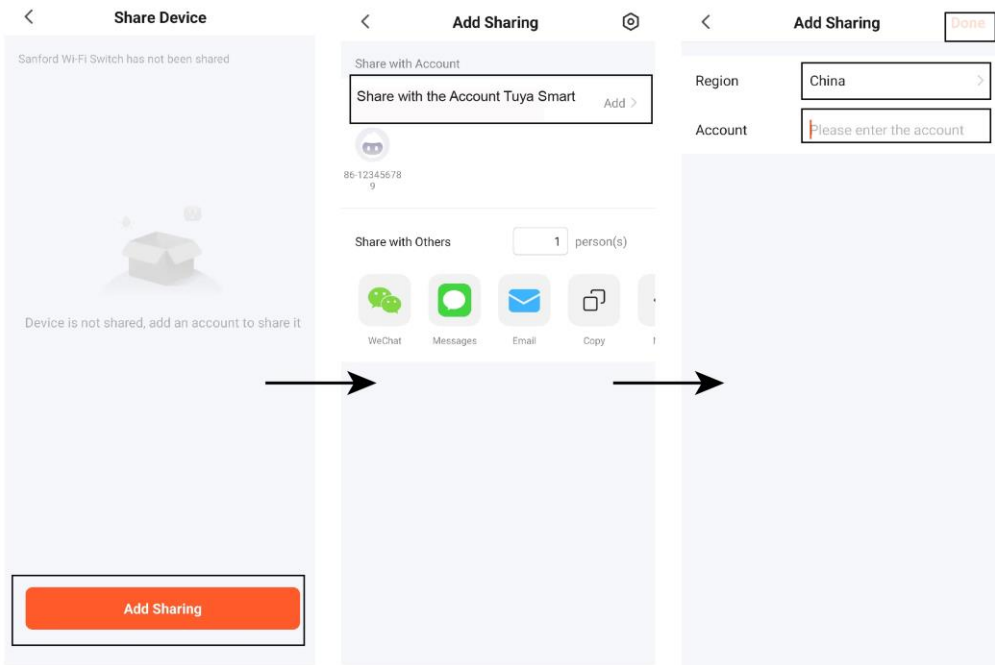 Share Device
Sanford Wi-Fi Switch has not been shared
Device is not shared, add an account to share it
Add Sharing
Add Sharing
Share with Account
Share with the Account Tuya Smart
Add
86-12345678
9
Share with Others
1 person(s)
WeChat
Messages
Email
Copy
Add Sharing
Done
Region
China
Account
Please enter the account